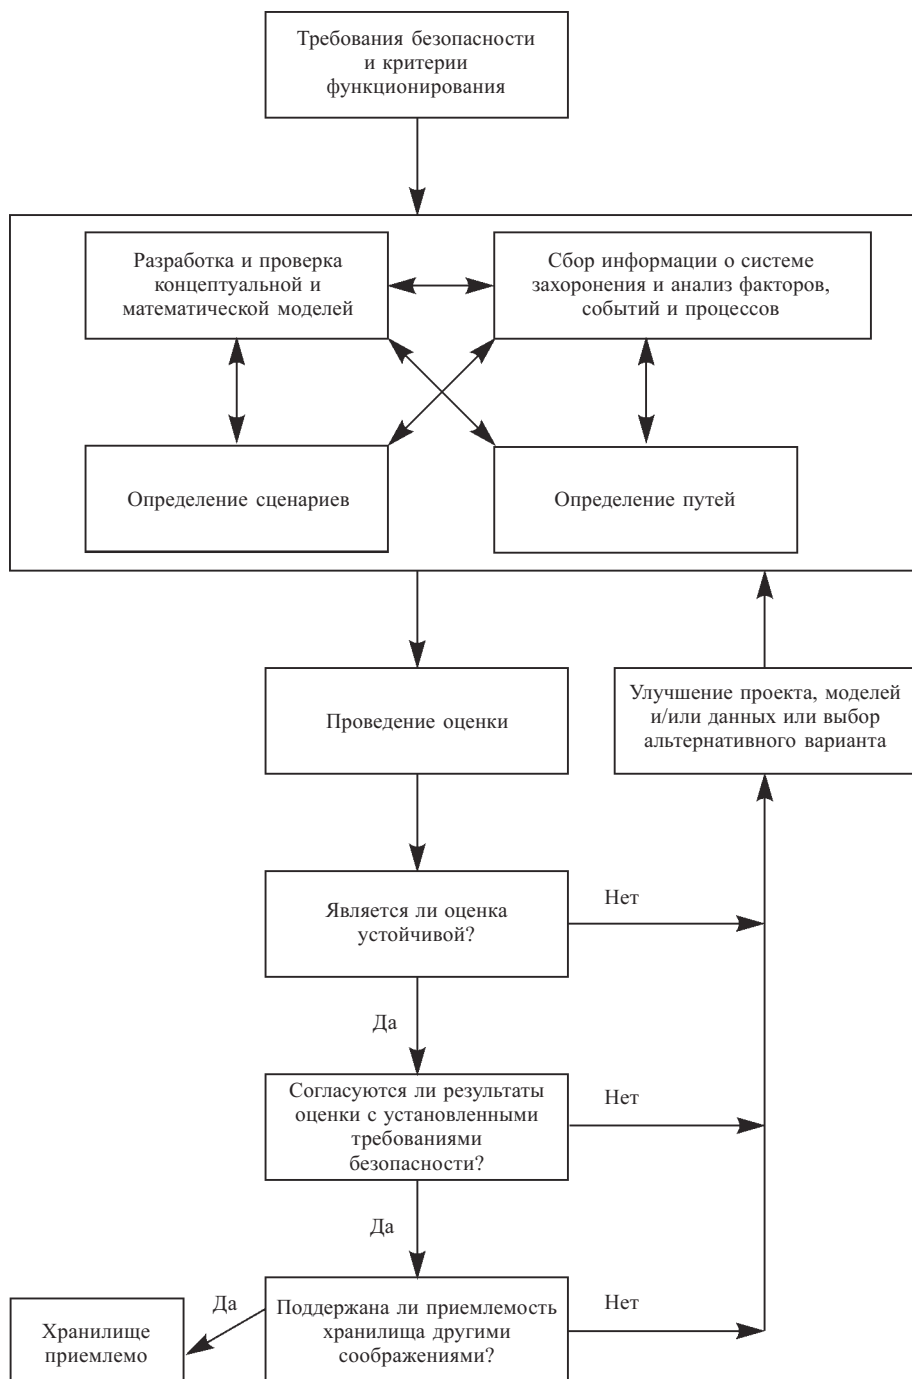 Требования безопасности
и критерии
функционирования
Разработка и проверка
концептуальной и
математической моделей
Сбор информации о системе
захоронения и анализ факторов,
событий и процессов
Определение сценариев
Определение путей
Проведение оценки
Улучшение проекта, моделей
и/или данных или выбор
альтернативного варианта
Является ли оценка
устойчивой?
Нет
Да
Согласуются ли результаты
оценки с установленными
требованиями
безопасности?
Нет
Да
Поддержана ли приемлемость
хранилища другими
соображениями?
Нет
Да
Хранилище
приемлемо